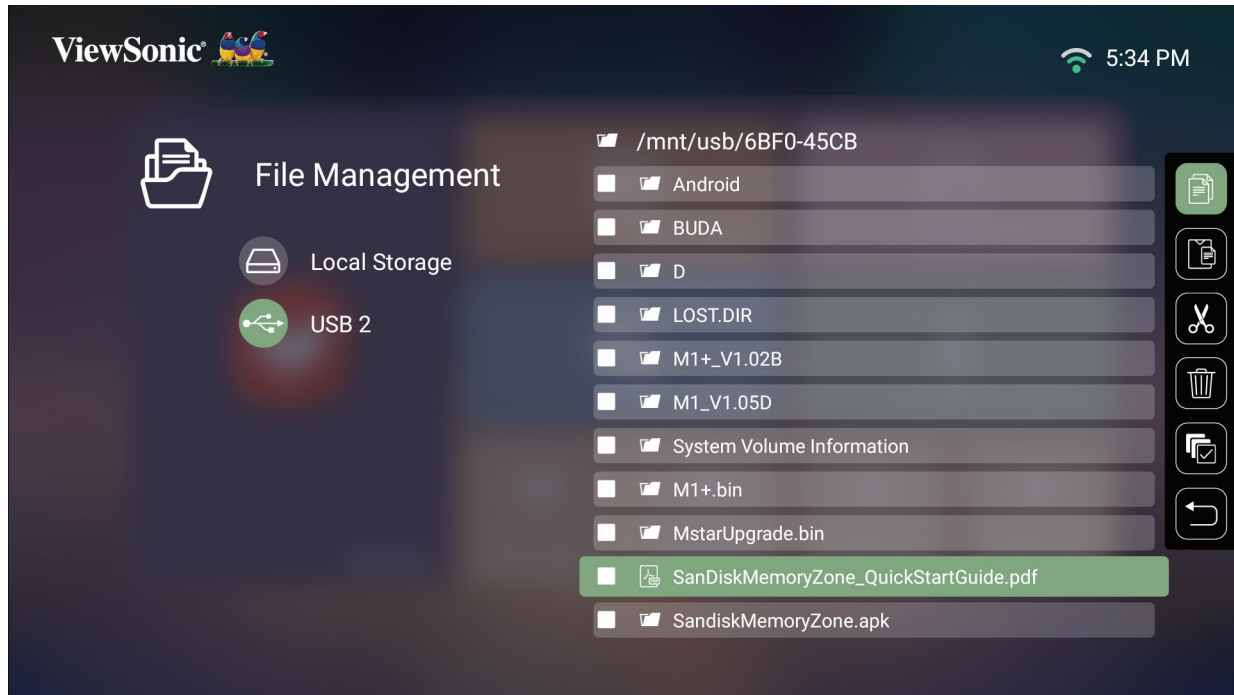 ViewSonic®
5:34 PM
File Management
Local Storage
USB 2
/mnt/usb/6BF0-45CB
Android
BUDA
D
LOST.DIR
M1+_V1.02B
M1_V1.05D
System Volume Information
M1+.bin
MstarUpgrade.bin
SanDiskMemoryZone_QuickStartGuide.pdf
SandiskMemoryZone.apk